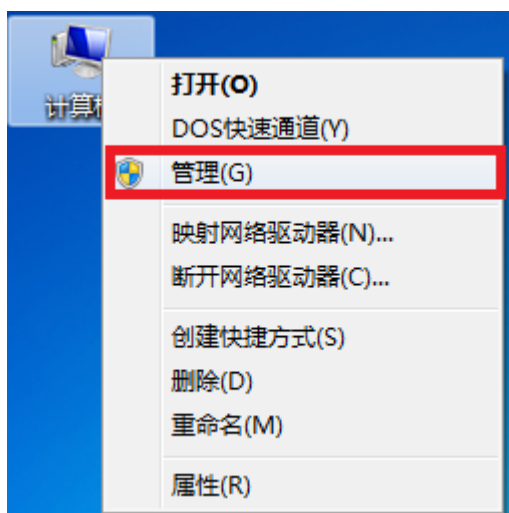 计算机
打开(O)
DOS快速通道(Y)
管理(G)
映射网络驱动器(N)...
断开网络驱动器(C)...
创建快捷方式(S)
删除(D)
重命名(M)
属性(R)